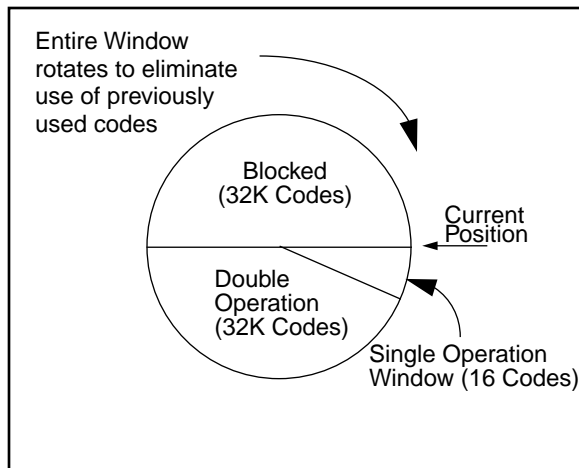 Entire Window
rotates to eliminate
use of previously
used codes
Blocked
(32K Codes)
Current
Position
Double
Operation
(32K Codes)
Single Operation
Window (16 Codes)